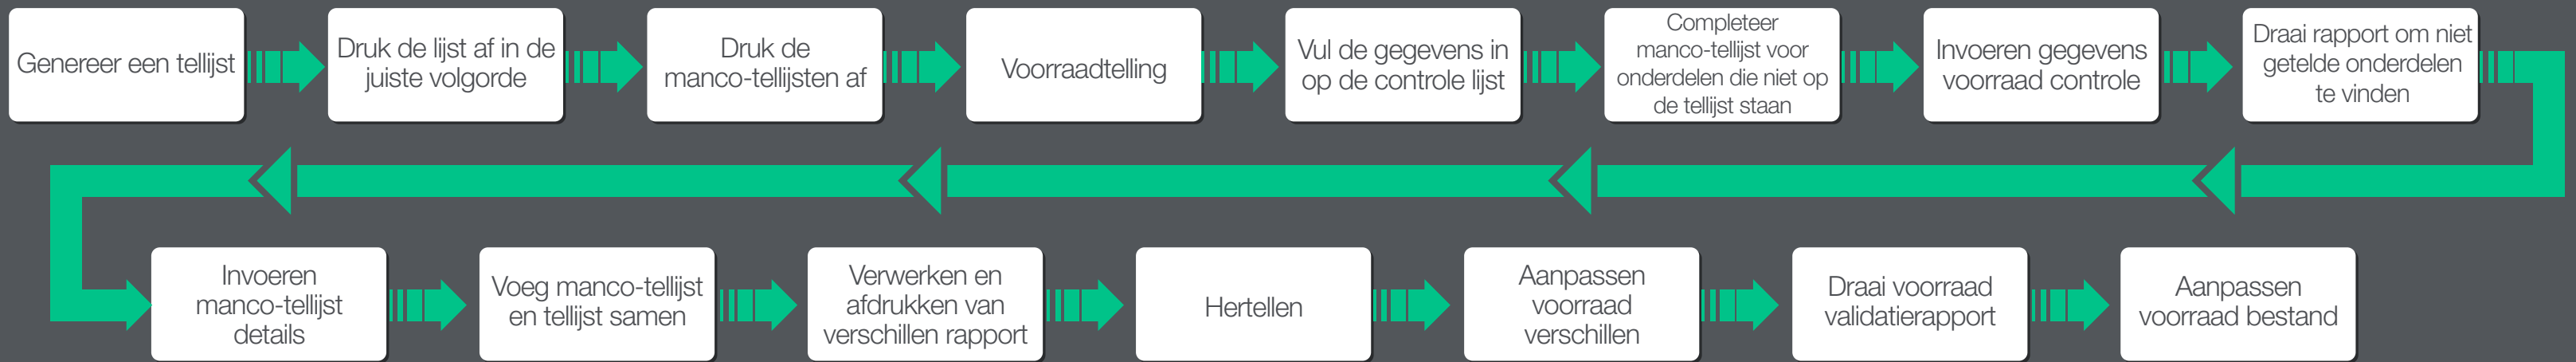 Genereer een tellijst
Druk de lijst af in de
juiste volgorde
Druk de
manco-tellijsten af
Voorraadtelling
Vul de gegevens in
op de controle lijst
Completeer
manco-tellijst voor
onderdelen die niet op
de tellijst staan
Invoeren gegevens
voorraad controle
Draai rapport om niet
getelde onderdelen
te vinden
Invoeren
manco-tellijst
details
Voeg manco-tellijst
en tellijst samen
Verwerken en
afdrukken van
verschillen rapport
Hertellen
Aanpassen
voorraad
verschillen
Draai voorraad
validatierapport
Aanpassen
voorraad bestand